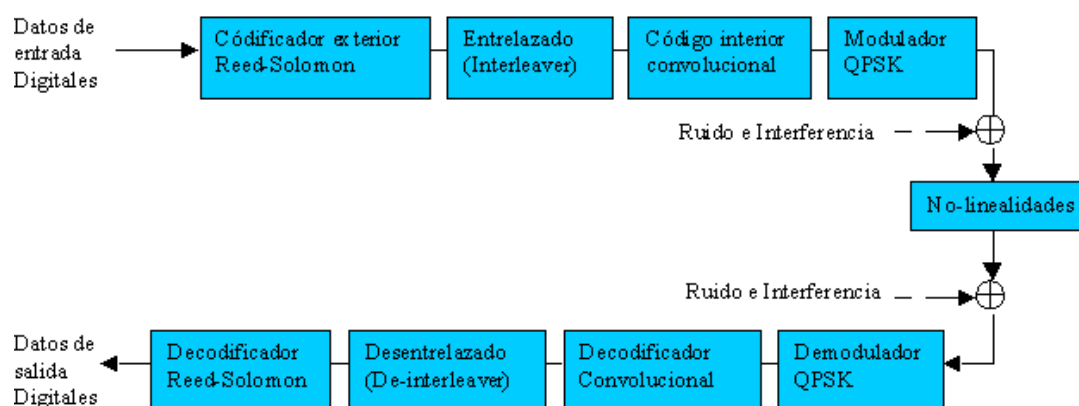 Datos de
entrada
Digitales
Códificador exterior
Reed-Solomon
Entrelazado
(Interleaver)
Código interior
convolucional
Modulador
QPSK
Ruido e Interferencia
No-linealidades
Ruido e Interferencia
Datos de
salida
Digitales
Decodificador
Reed-Solomon
Desentrelazado
(De-interleaver)
Decodificador
Convolucional
Demodulador
QPSK